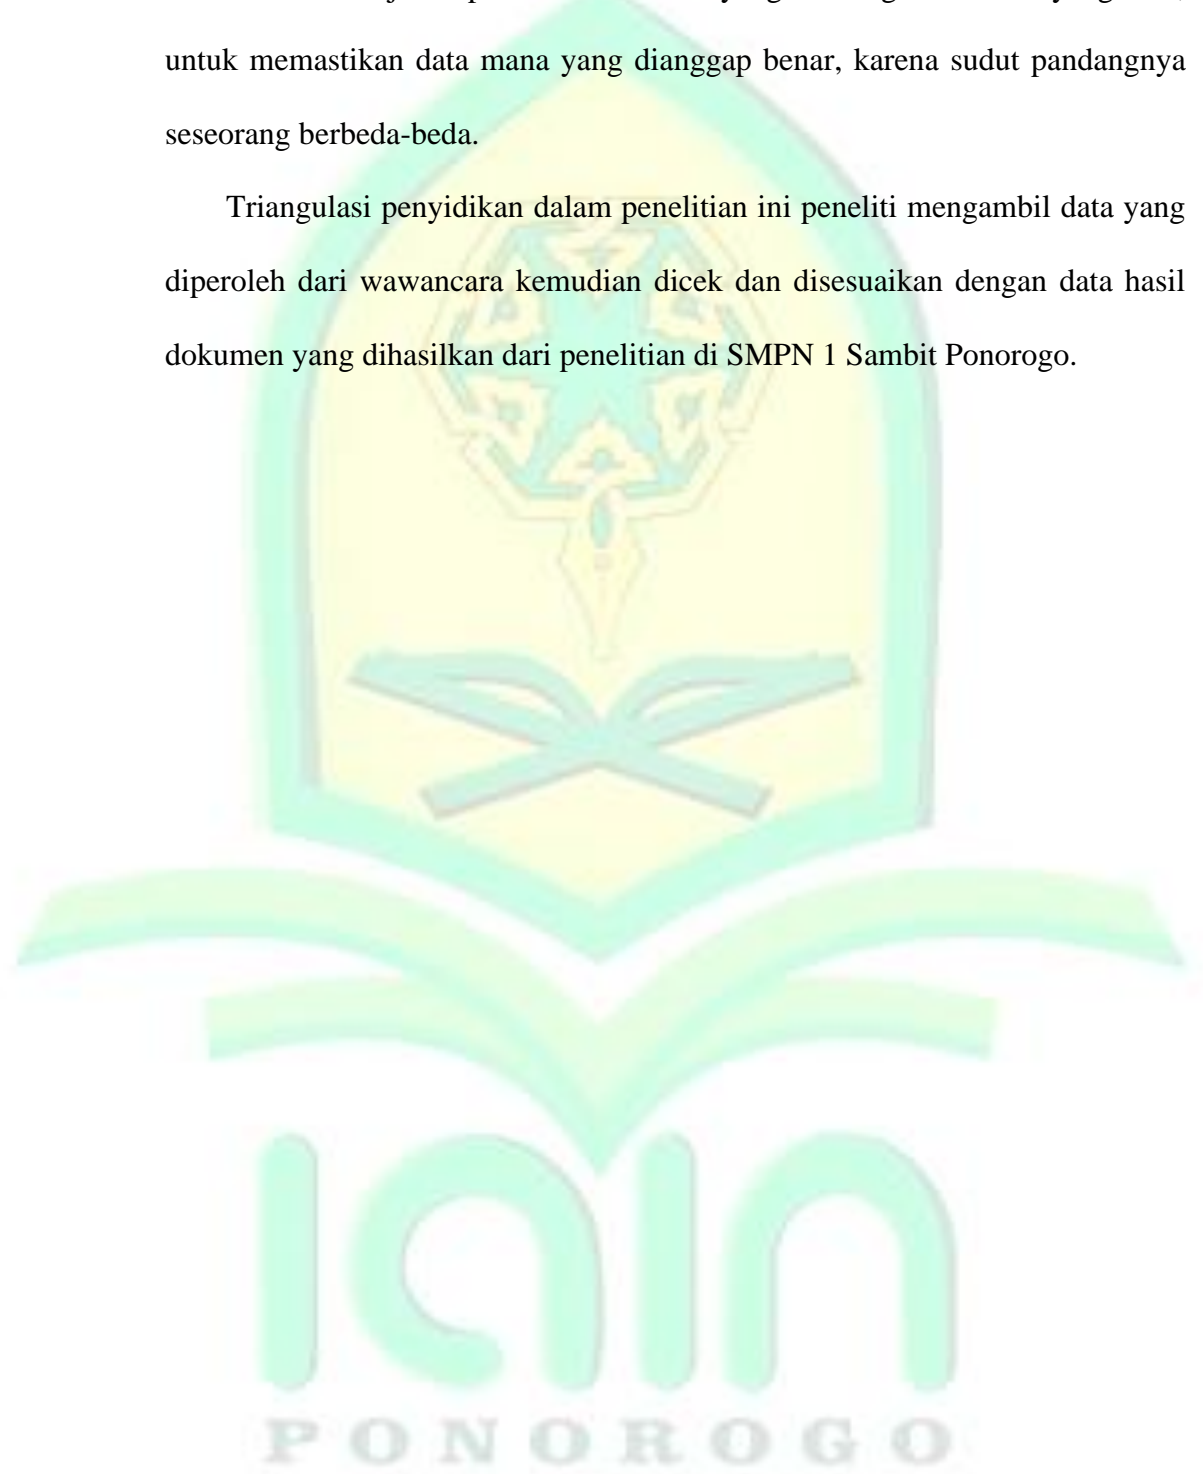 untuk memastikan data mana yang dianggap benar, karena sudut pandangnya
seseorang berbeda-beda.
Triangulasi penyidikan dalam penelitian ini peneliti mengambil data yang
diperoleh dari wawancara kemudian dicek dan disesuaikan dengan data hasil
dokumen yang dihasilkan dari penelitian di SMPN 1 Sambit Ponorogo.
iain
PONOROGO